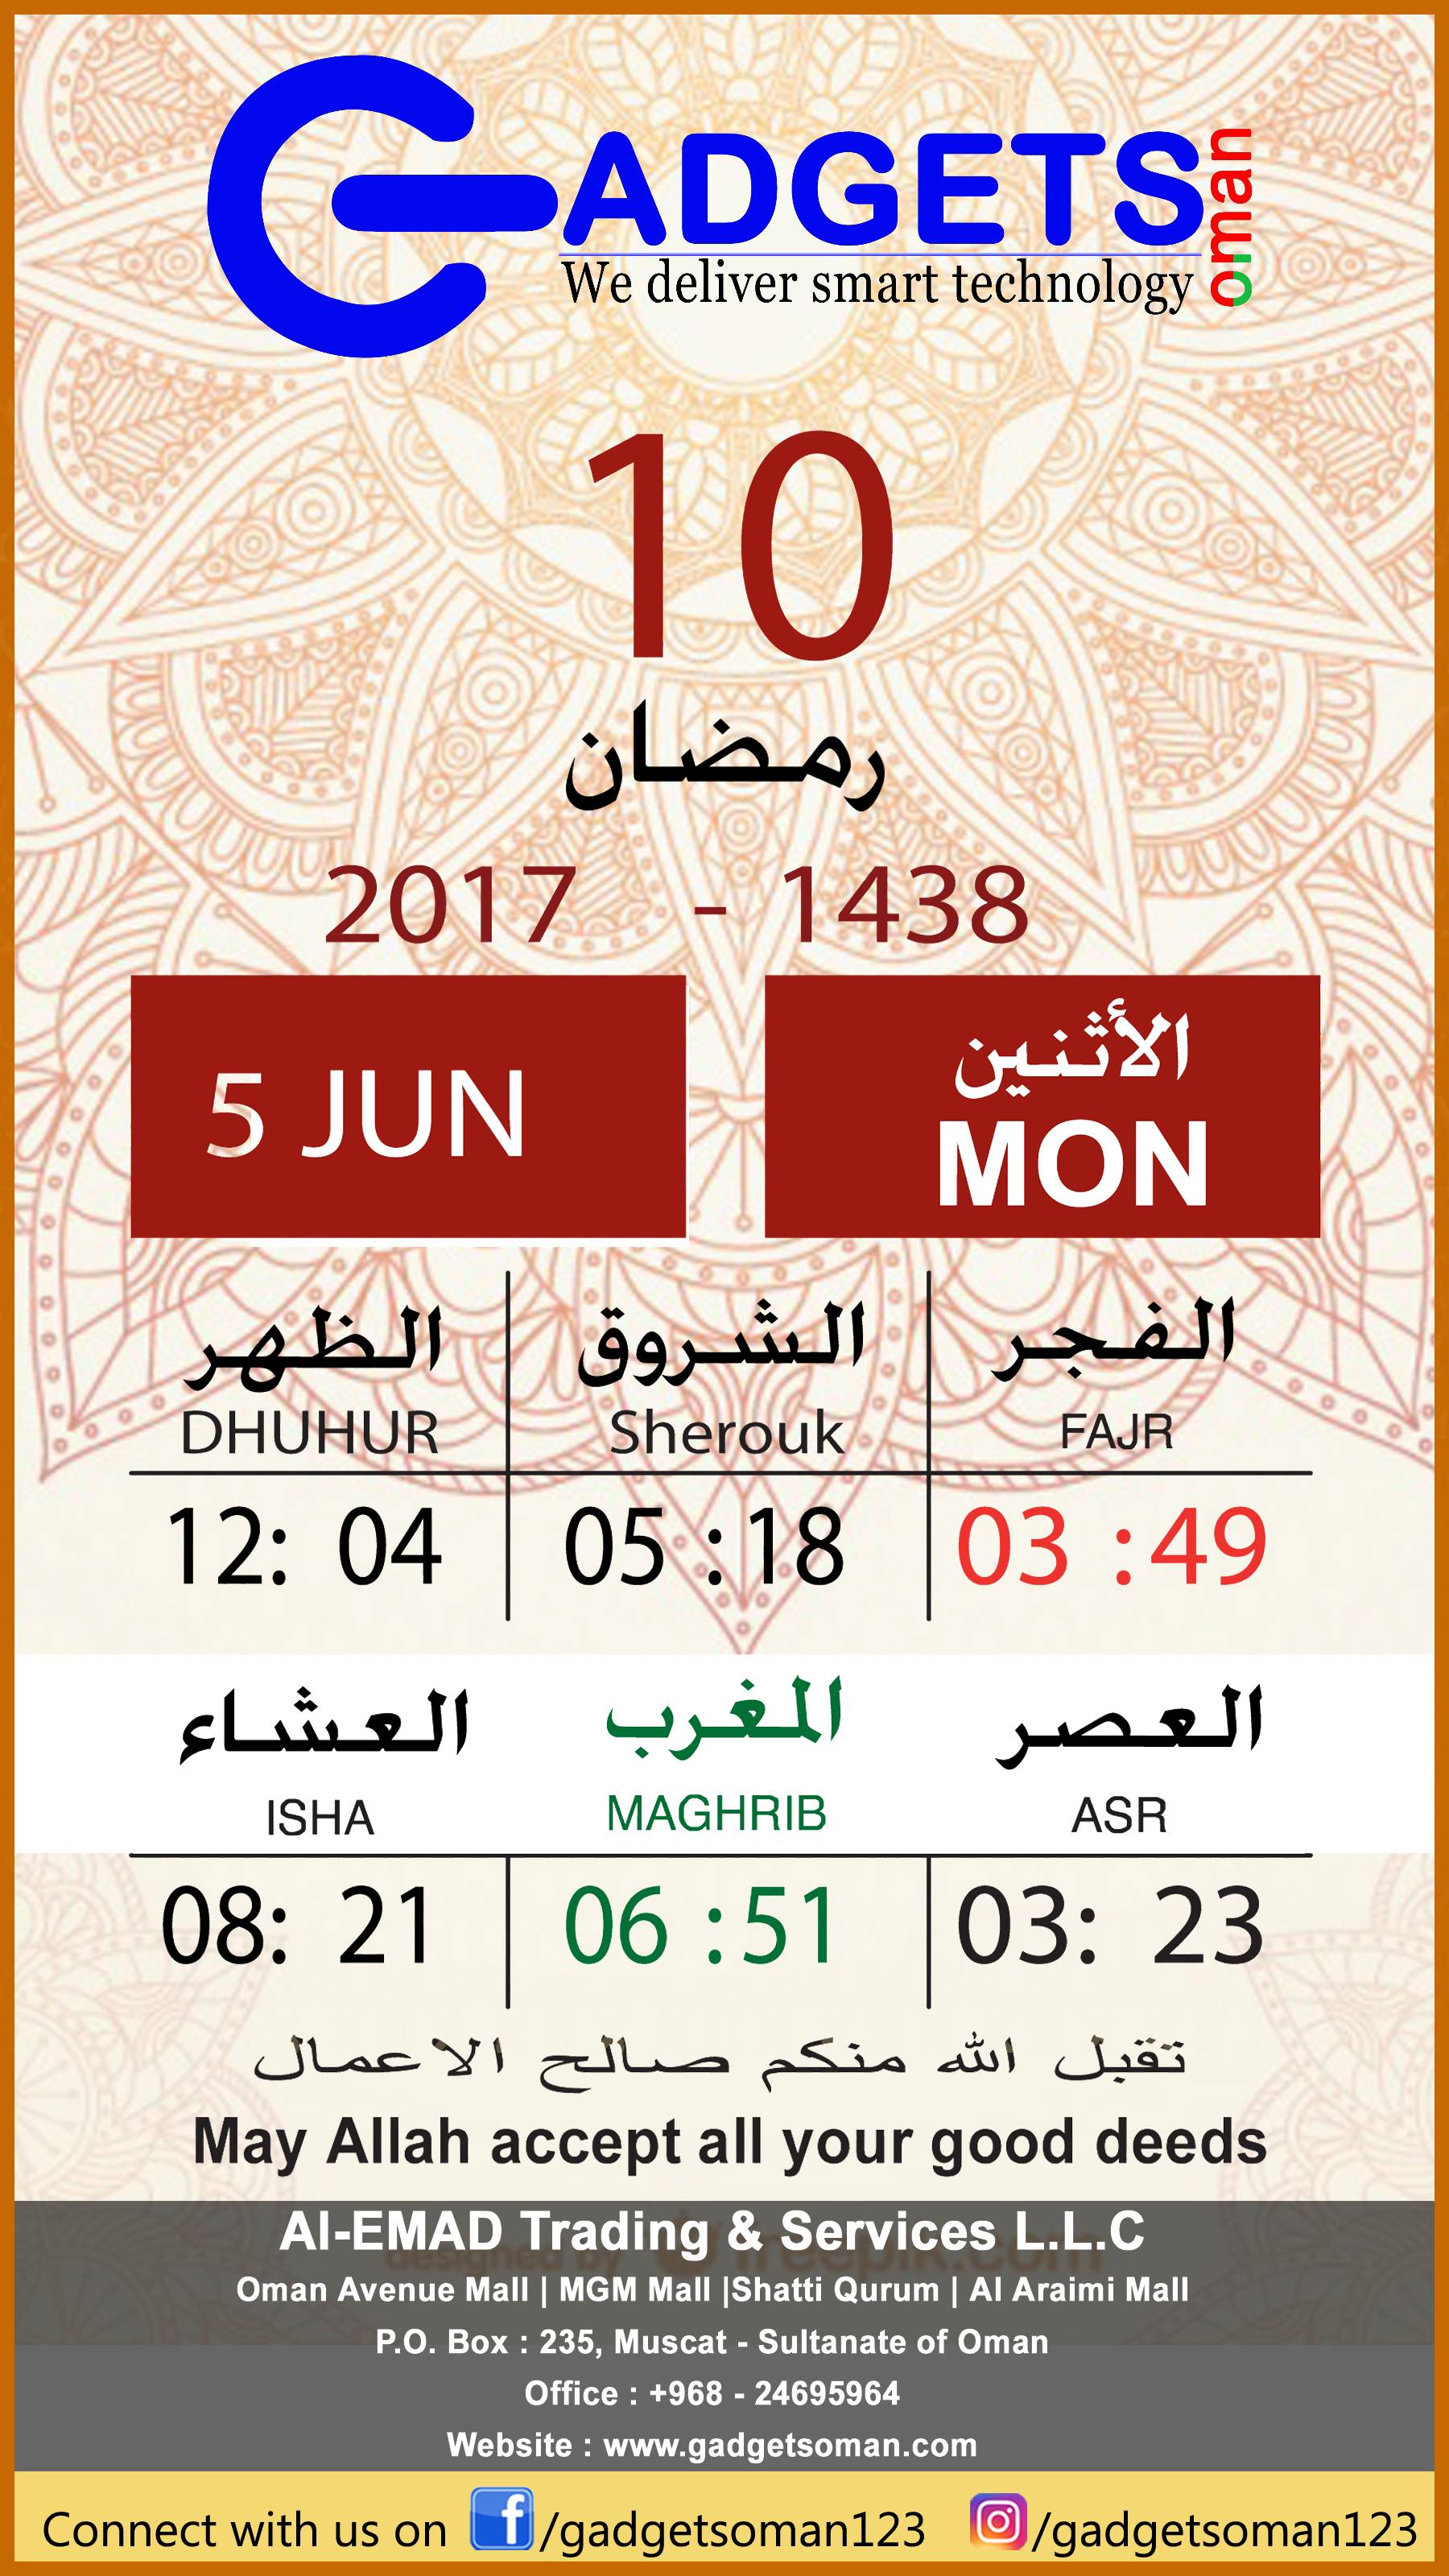 GADGETS oman
We deliver smart technology
10
رمضان
2017 - 1438
5 JUN
الأثنين
MON
الفجر الشروق الظهر
DHUHUR Sherouk FAJR
12: 04 05 :18 03 :49
العصر المغرب العشاء
ISHA MAGHRIB ASR
08: 21 06 :51 03: 23
تقبل الله منكم صالح الاعمال
May Allah accept all your good deeds
Al-EMAD Trading & Services L.L.C
designed by freepik.com
Oman Avenue Mall | MGM Mall |Shatti Qurum | Al Araimi Mall
P.O. Box : 235, Muscat - Sultanate of Oman
Office : +968 - 24695964
Website : www.gadgetsoman.com
Connect with us on f /gadgetsoman123 /gadgetsoman123